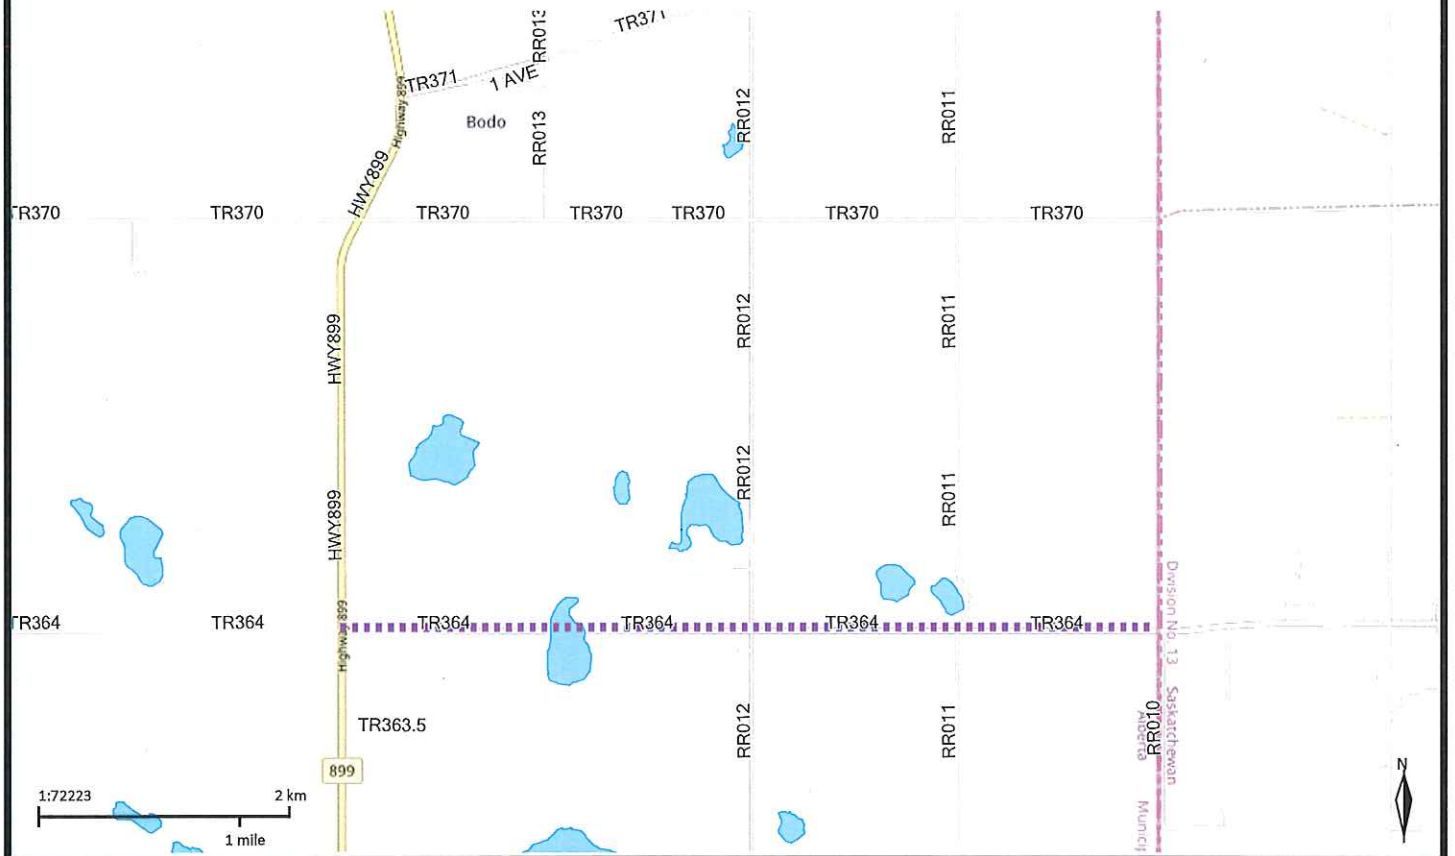 RR013
TR371
TR371
1 AVE
Highway 899
Bodo
RR013
RR012
RR011
HWY899
TR370
TR370
TR370
TR370
TR370
TR370
TR370
HWY899
RR012
RR011
HWY899
RR012
RR011
TR364
TR364
Highway 899
TR364
TR364
TR364
TR364
Division No. 13
Saskatchewan
Alberta
RR010
TR363.5
RR012
RR011
899
1:72223
2 km
1 mile
N
Municip